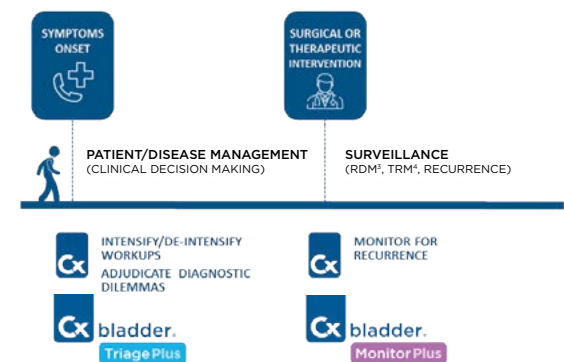 SYMPTOMS
ONSET
SURGICAL OR
THERAPEUTIC
INTERVENTION
PATIENT/DISEASE MANAGEMENT
(CLINICAL DECISION MAKING)
SURVEILLANCE
(RDM³, TRM⁴, RECURRENCE)
Cx
INTENSIFY/DE-INTENSIFY
WORKUPS
ADJUDICATE DIAGNOSTIC
DILEMMAS
Cx
MONITOR FOR
RECURRENCE
Cx bladder.
Triage Plus
Cx bladder.
Monitor Plus